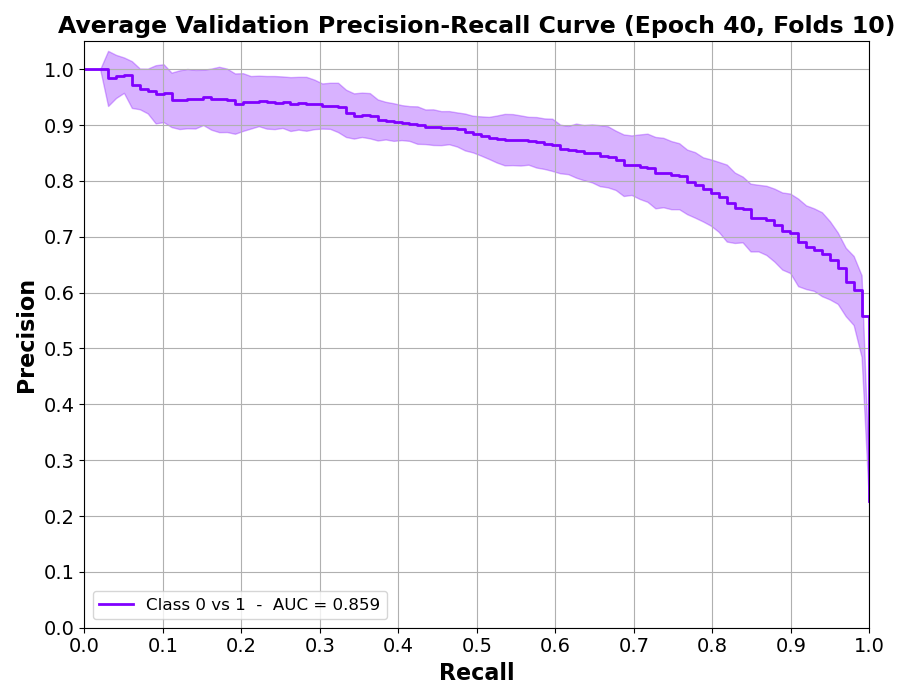 Average Validation Precision-Recall Curve (Epoch 40, Folds 10)
1.0
0.9
0.8
0.7
0.6
0.5
0.4
0.3
0.2
0.1
0.0
Precision
Class 0 vs 1 - AUC = 0.859
0.0 0.1 0.2 0.3 0.4 0.5 0.6 0.7 0.8 0.9 1.0
Recall